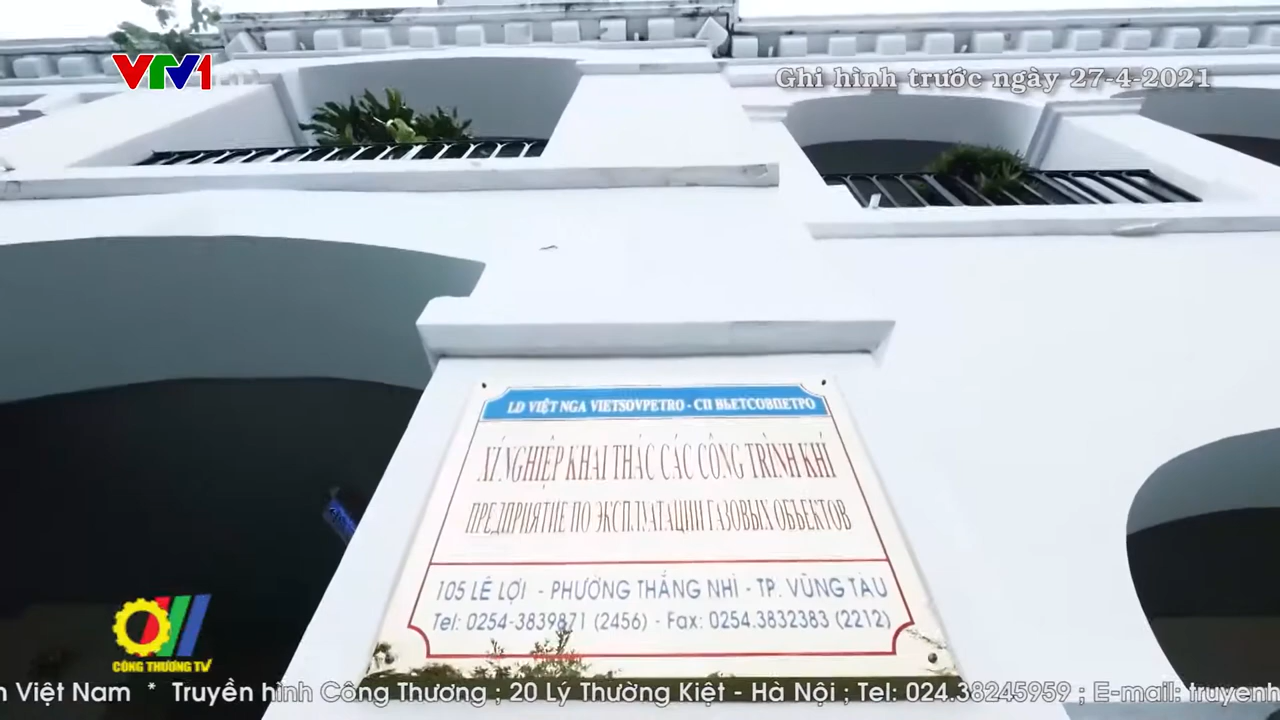 VTV1
Ghi hình trước ngày 27-4-2021
LD VIỆT NGA VIETSOVPETRO - СП ВЬЕТСОВПЕТРО
XÍ NGHIỆP KHAI THÁC CÁC CÔNG TRÌNH KHÍ
ПРЕДПРИЯТИЕ ПО ЭКСПЛУАТАЦИИ ГАЗОВЫХ ОБЪЕКТОВ
105 LÊ LỢI - PHƯỜNG THẮNG NHÌ - TP. VŨNG TÀU
Tel: 0254-3839871 (2456) - Fax: 0254.3832383 (2212)
CÔNG THƯƠNG TV
Việt Nam * Truyền hình Công Thương ; 20 Lý Thường Kiệt - Hà Nội ; Tel: 024.38245959 ; E-mail: truyenh